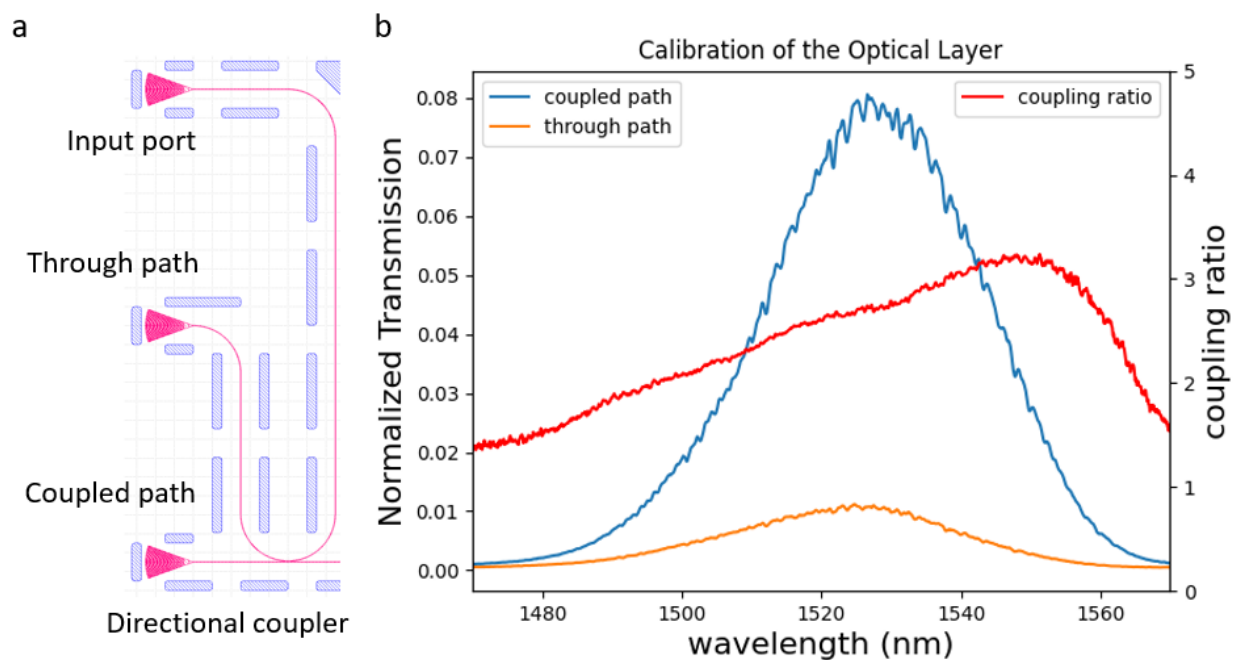 a
Input port
Through path
Coupled path
Directional coupler
b
Calibration of the Optical Layer
coupled path
through path
coupling ratio
Normalized Transmission
0.08
0.07
0.06
0.05
0.04
0.03
0.02
0.01
0.00
5
4
3
2
1
0
coupling ratio
1480 1500 1520 1540 1560
wavelength (nm)